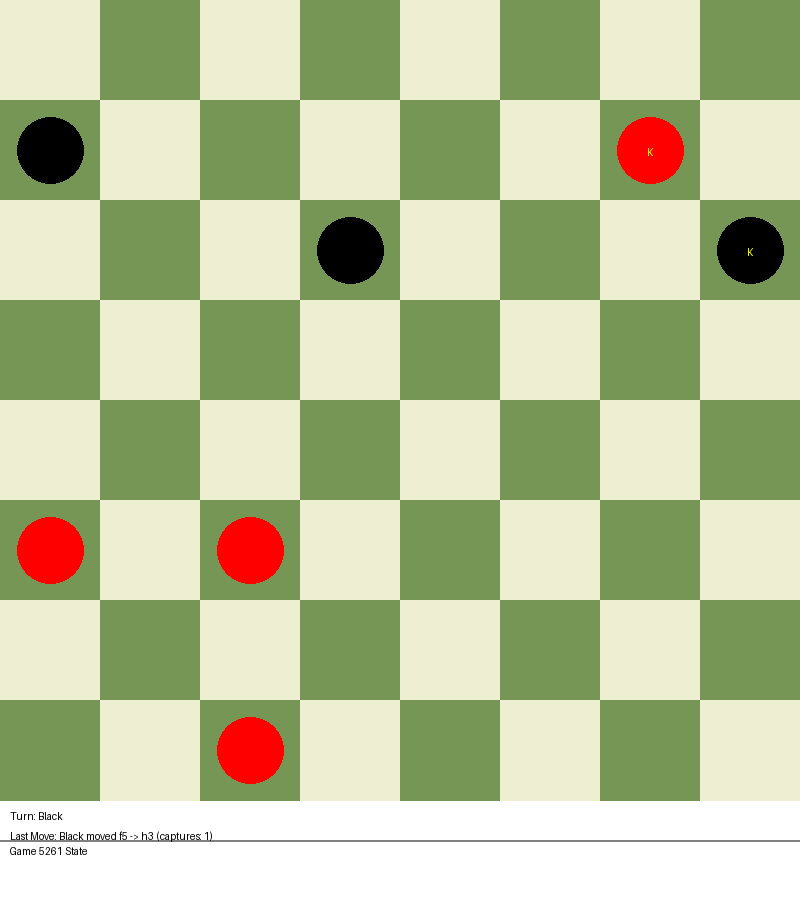 K
K
Turn: Black
Last Move: Black moved f5 -> h3 (captures: 1)
Game 5261 State